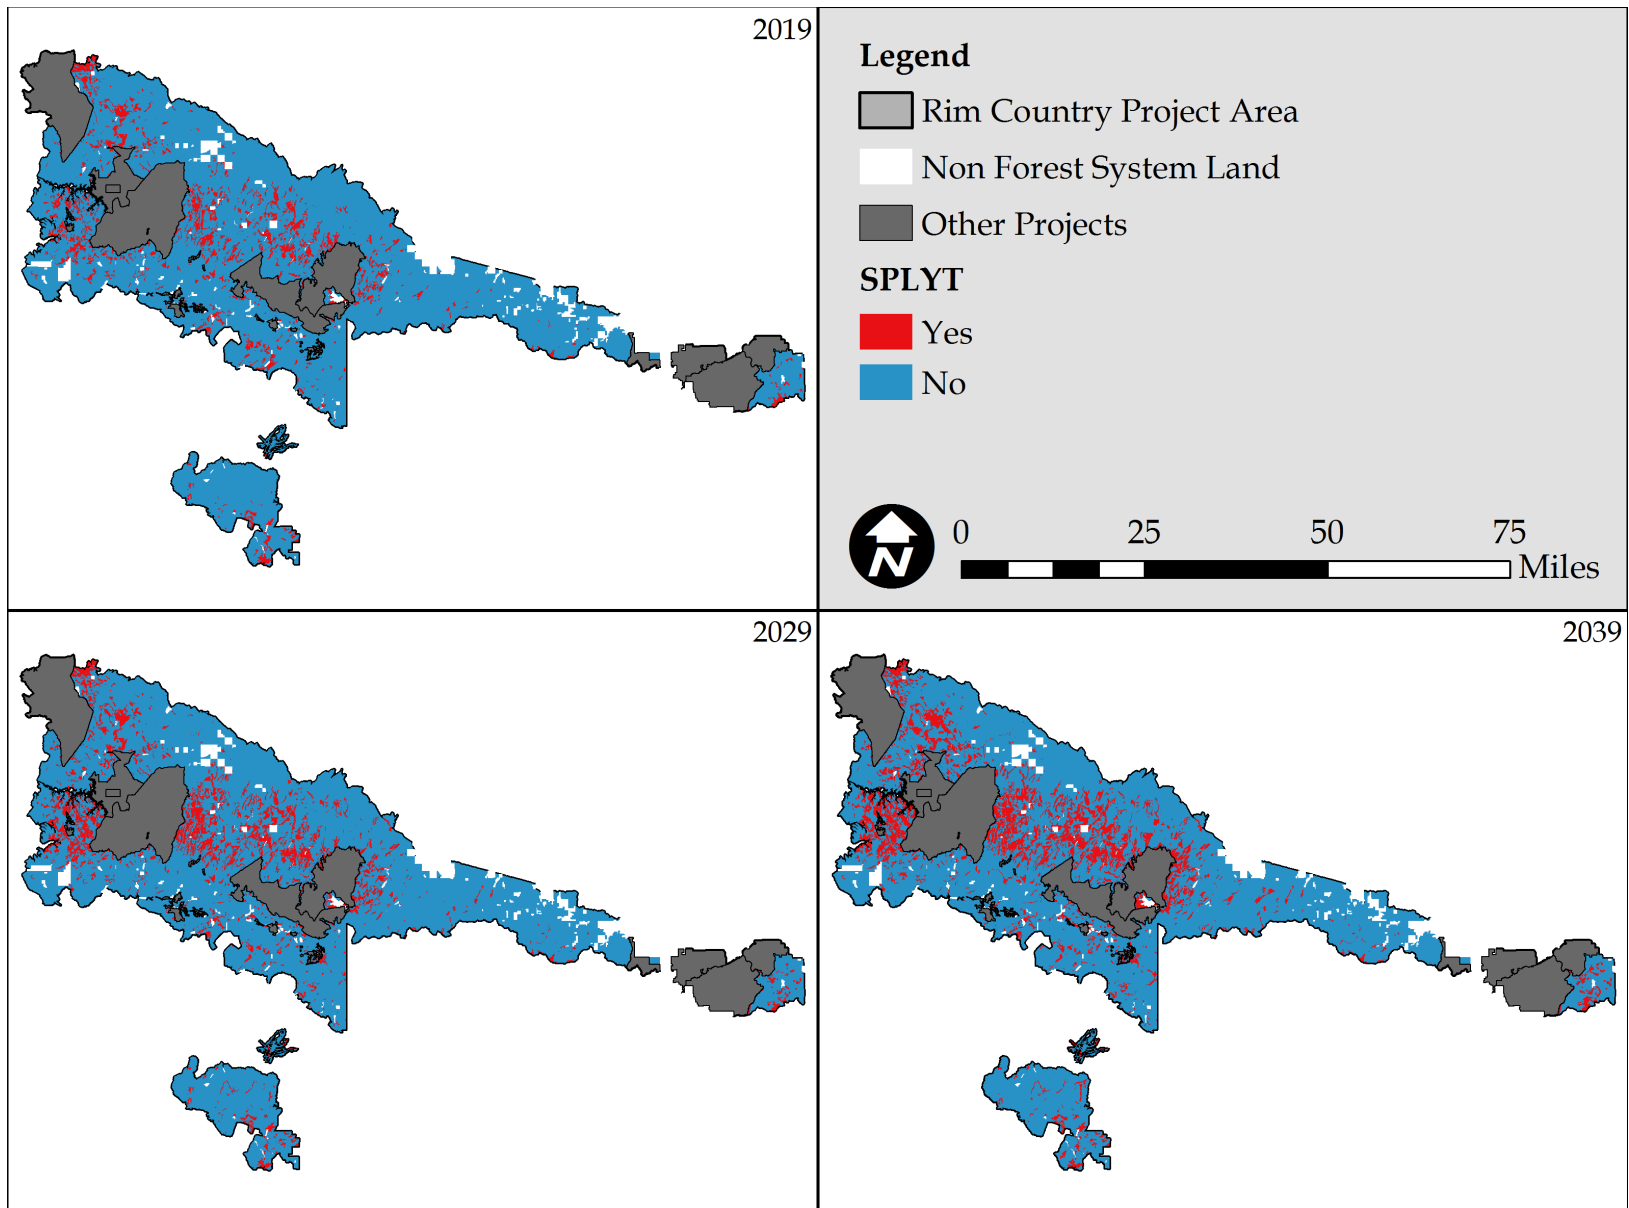 2019
Legend
Rim Country Project Area
Non Forest System Land
Other Projects
SPLYT
Yes
No
N
0 25 50 75
Miles
2029
2039